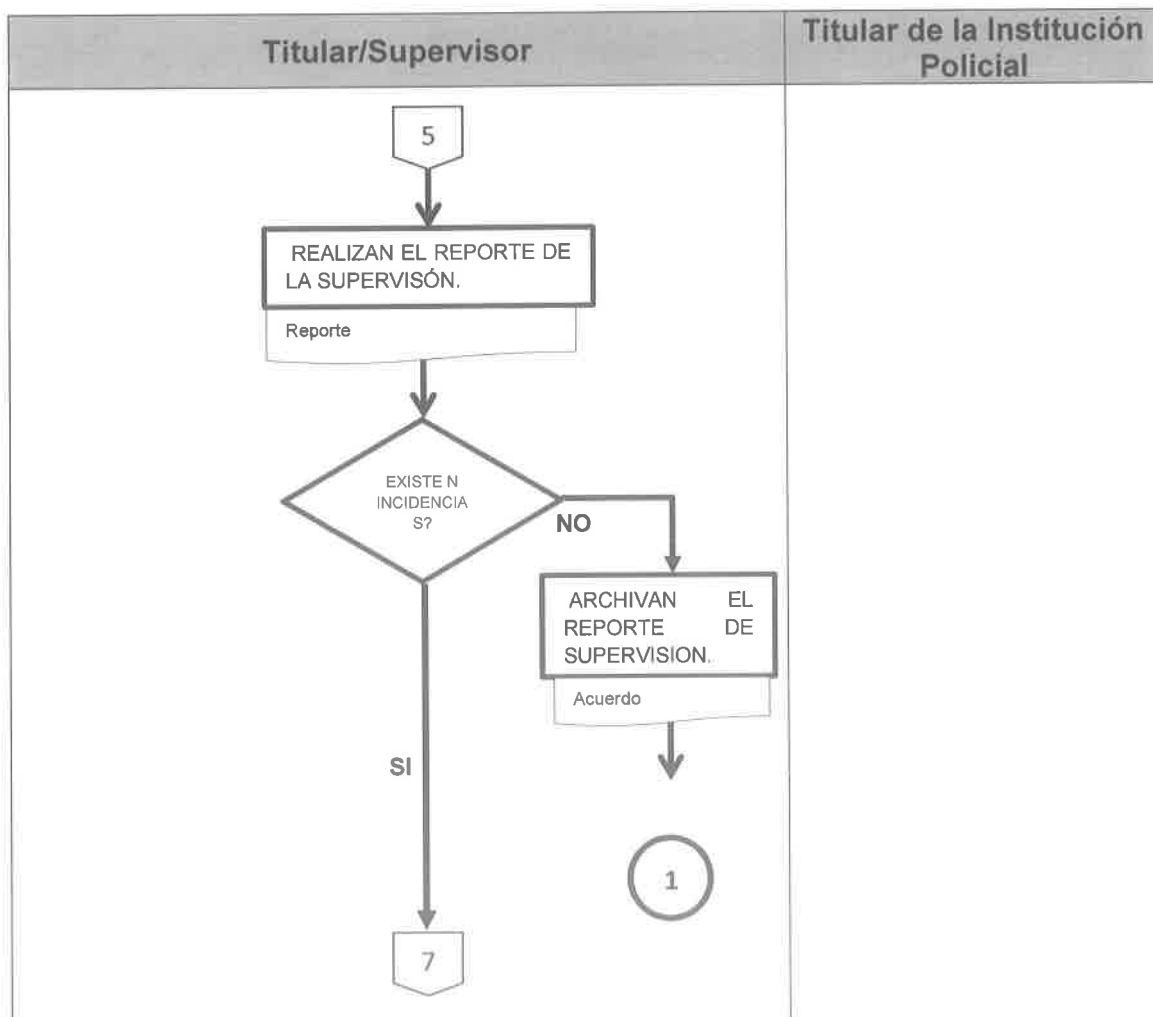 Titular/Supervisor
Titular de la Institución
Policial
5
REALIZAN EL REPORTE DE
LA SUPERVISÓN.
Reporte
EXISTE N
INCIDENCIA
S?
NO
ARCHIVAN EL
REPORTE DE
SUPERVISION.
Acuerdo
SI
1
7